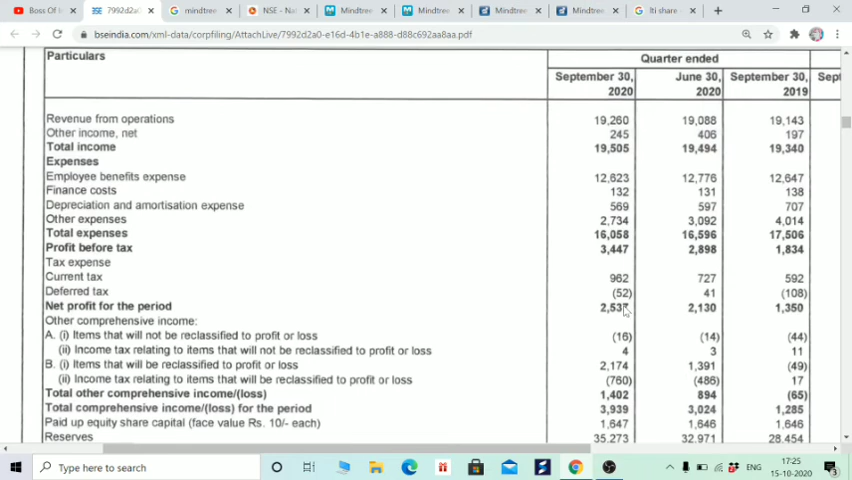 Boss Of I
7992d2a0
mindtree
NSE - Nat
Mindtree
Mindtree
Mindtree
Mindtree
lti share -
bseindia.com/xml-data/corpfiling/AttachLive/7992d2a0-e16d-4b1e-a888-d88c692aa8aa.pdf
Particulars Quarter ended
September 30, 2020 June 30, 2020 September 30, 2019 Sept
Revenue from operations 19,260 19,088 19,143
Other income, net 245 406 197
Total income 19,505 19,494 19,340
Expenses
Employee benefits expense 12,623 12,776 12,647
Finance costs 132 131 138
Depreciation and amortisation expense 569 597 707
Other expenses 2,734 3,092 4,014
Total expenses 16,058 16,596 17,506
Profit before tax 3,447 2,898 1,834
Tax expense
Current tax 962 727 592
Deferred tax (52) 41 (108)
Net profit for the period 2,537 2,130 1,350
Other comprehensive income:
A. (i) Items that will not be reclassified to profit or loss (16) (14) (44)
(ii) Income tax relating to items that will not be reclassified to profit or loss 4 3 11
B. (i) Items that will be reclassified to profit or loss 2,174 1,391 (49)
(ii) Income tax relating to items that will be reclassified to profit or loss (760) (486) 17
Total other comprehensive income/(loss) 1,402 894 (65)
Total comprehensive income/(loss) for the period 3,939 3,024 1,285
Paid up equity share capital (face value Rs. 10/- each) 1,647 1,646 1,646
Reserves 35,273 32,971 28,454
Type here to search
ENG
17:25
15-10-2020
3